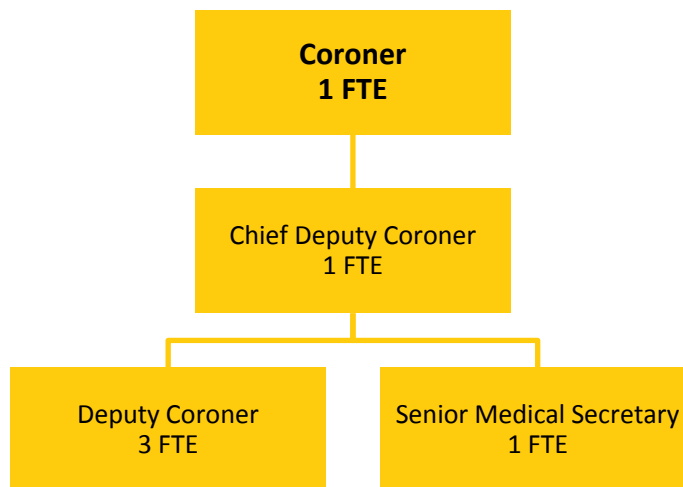 Coroner
1 FTE
Chief Deputy Coroner
1 FTE
Deputy Coroner
3 FTE
Senior Medical Secretary
1 FTE